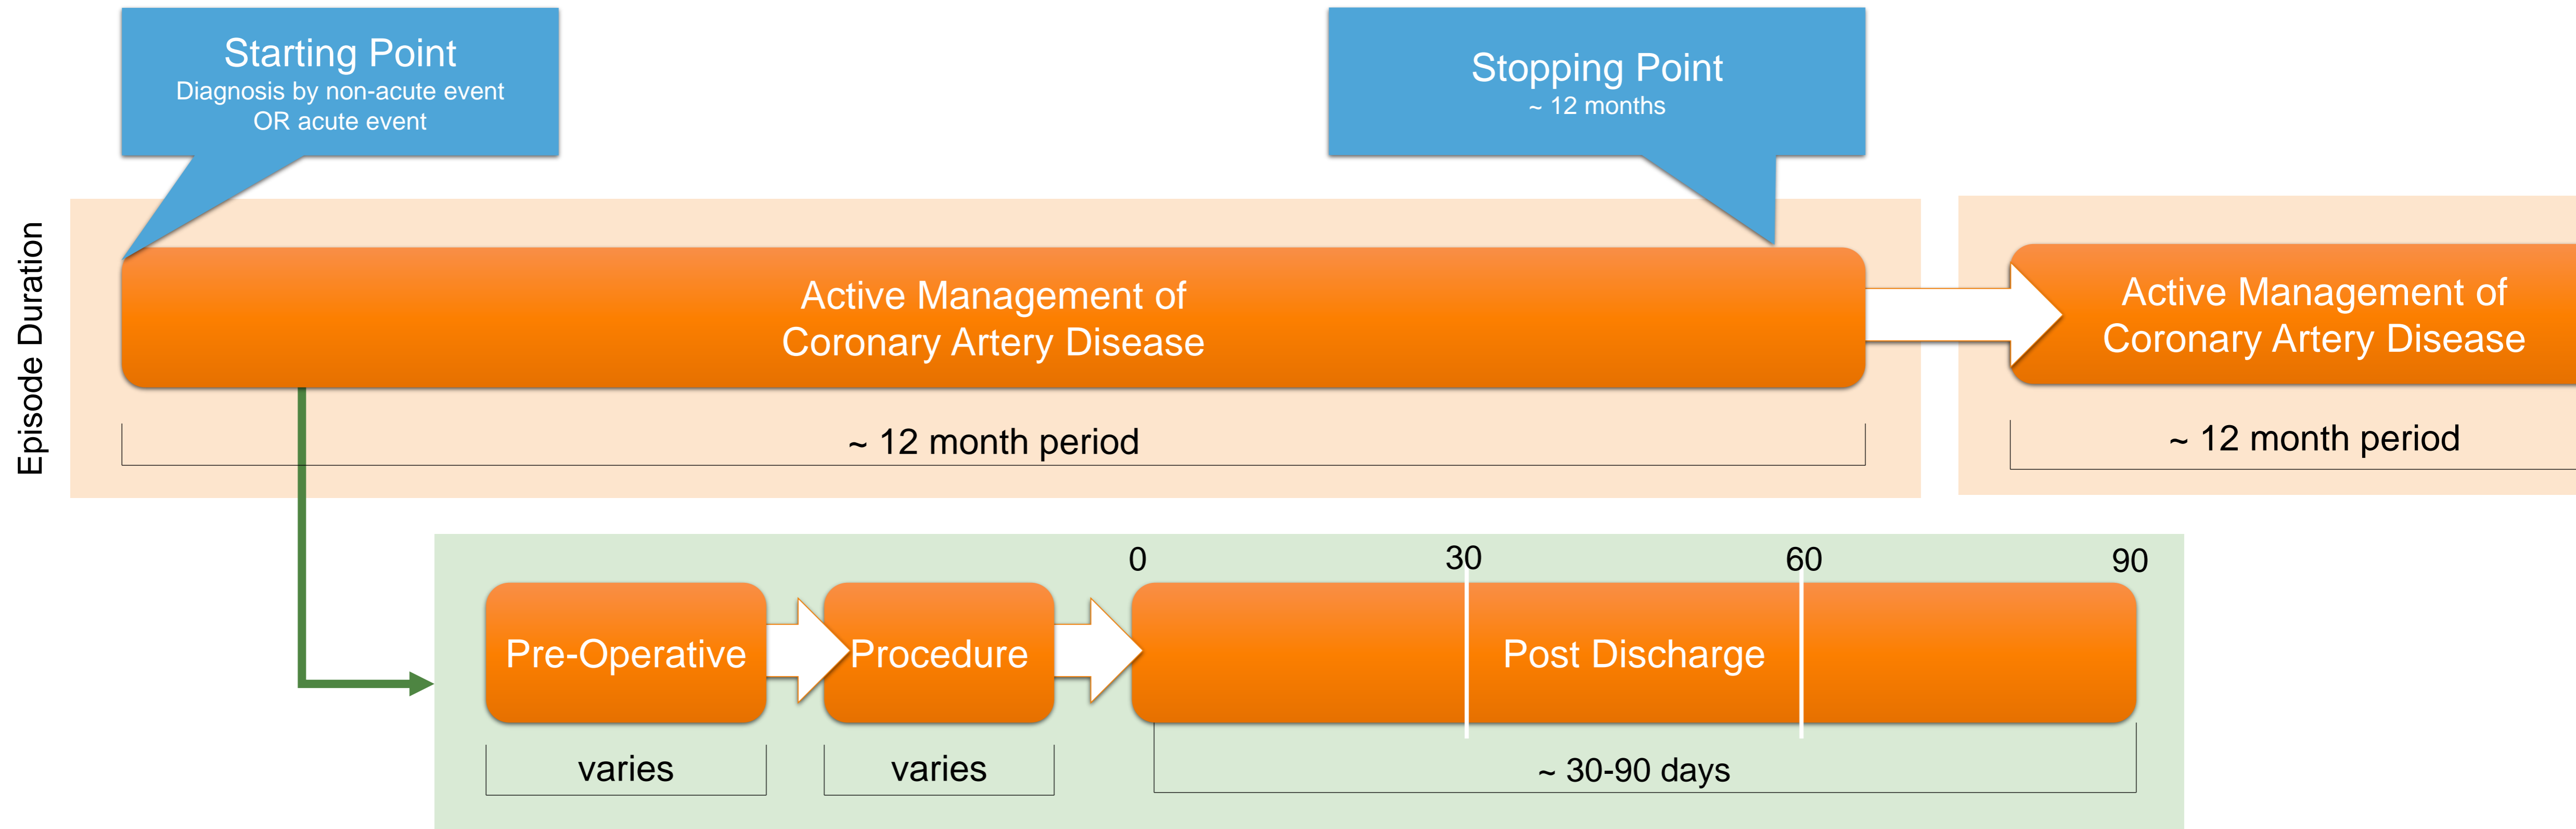 Starting Point
Diagnosis by non-acute event
OR acute event
Stopping Point
~ 12 months
Episode Duration
Active Management of
Coronary Artery Disease
Active Management of
Coronary Artery Disease
~ 12 month period
~ 12 month period
0
30
60
90
Pre-Operative
Procedure
Post Discharge
varies
varies
~ 30-90 days